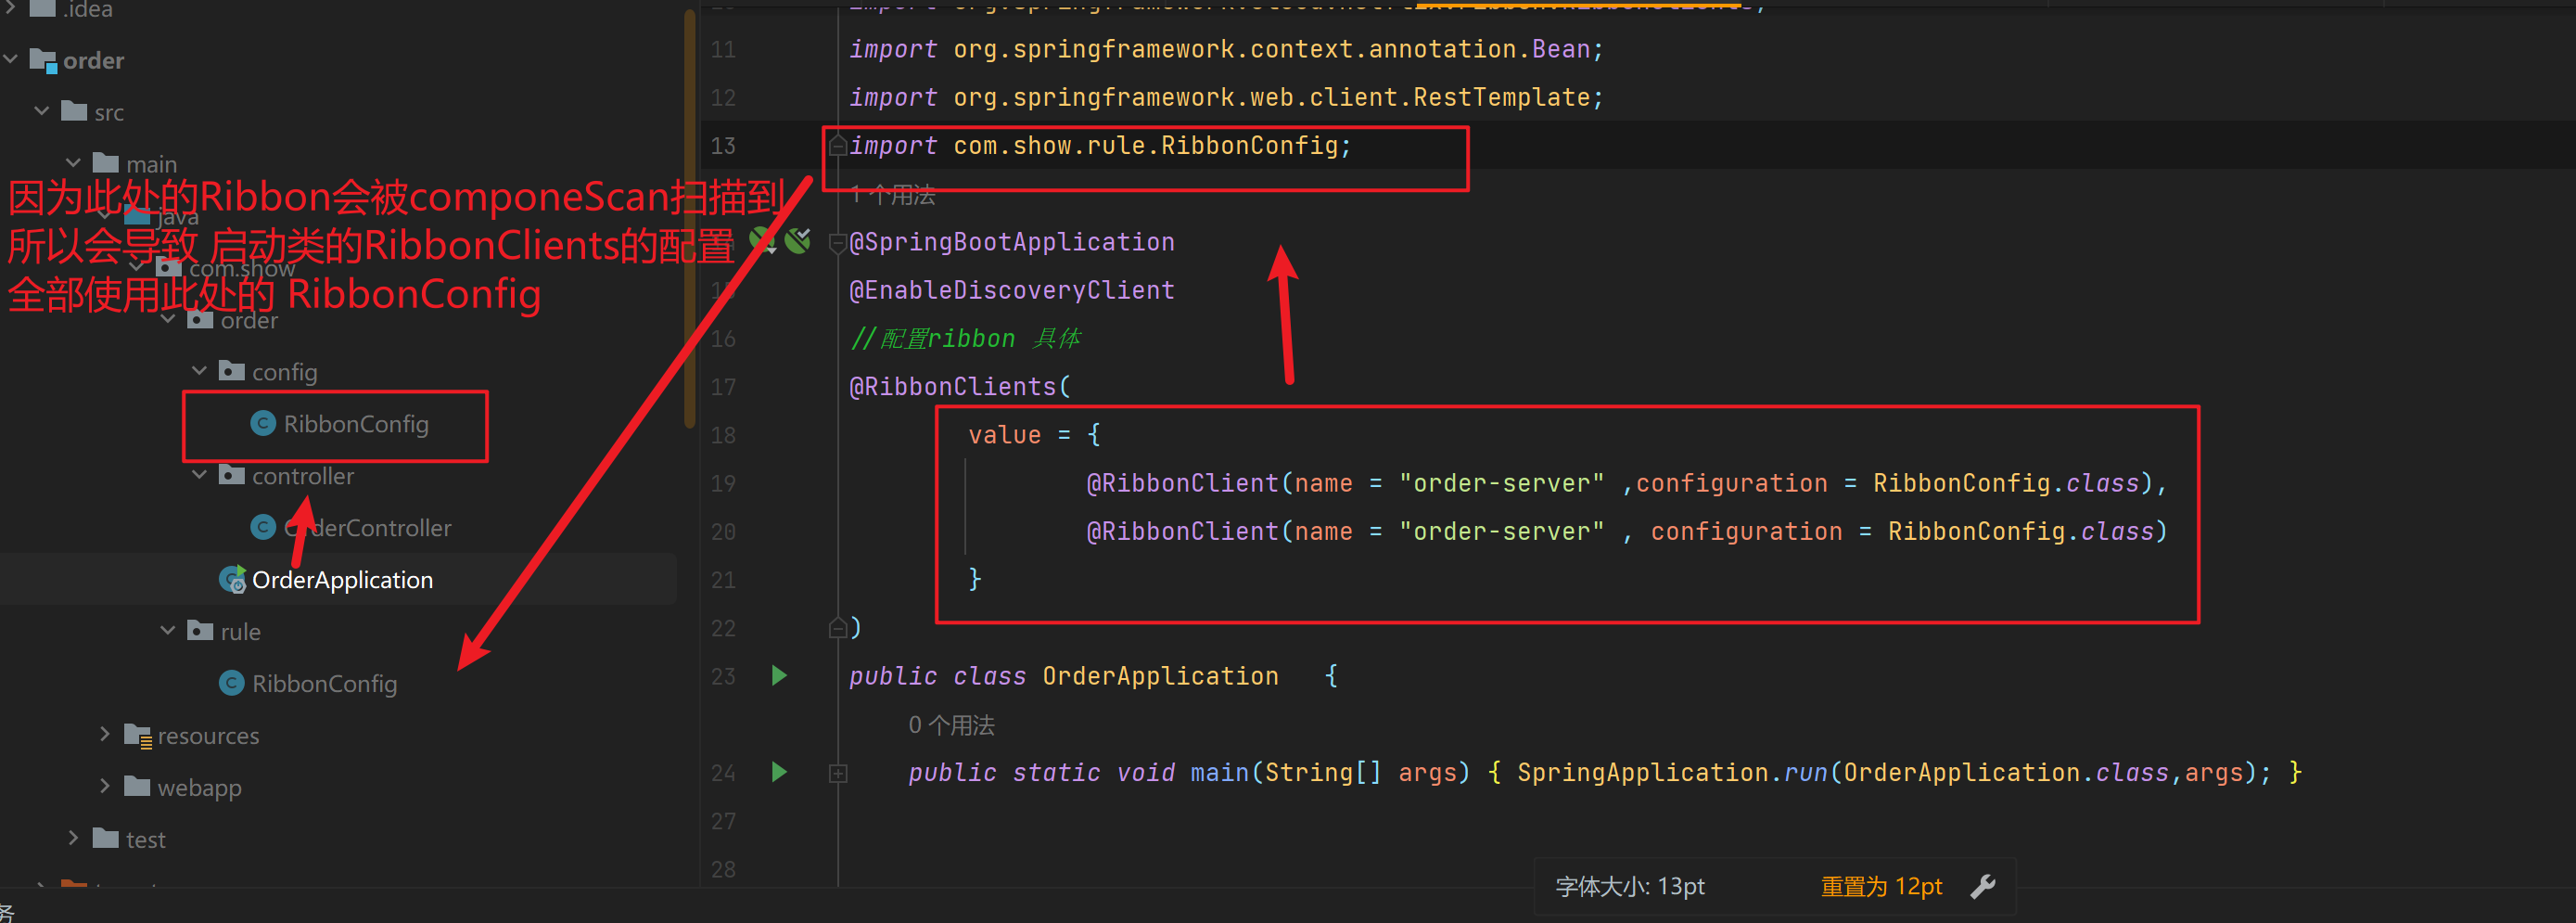 .idea
order
src
main
java
com.show
order
config
RibbonConfig
controller
OrderController
OrderApplication
rule
RibbonConfig
resources
webapp
test
因为此处的Ribbon会被componeScan扫描到
所以会导致 启动类的RibbonClients的配置
全部使用此处的 RibbonConfig
11 import org.springframework.context.annotation.Bean;
12 import org.springframework.web.client.RestTemplate;
13 import com.show.rule.RibbonConfig;
1 个用法
@SpringBootApplication
15 @EnableDiscoveryClient
16 //配置ribbon 具体
17 @RibbonClients(
18 value = {
19 @RibbonClient(name = "order-server" ,configuration = RibbonConfig.class),
20 @RibbonClient(name = "order-server" , configuration = RibbonConfig.class)
21 }
22 )
23 public class OrderApplication {
0 个用法
24 public static void main(String[] args) { SpringApplication.run(OrderApplication.class,args); }
27
28
字体大小: 13pt 重置为 12pt
务